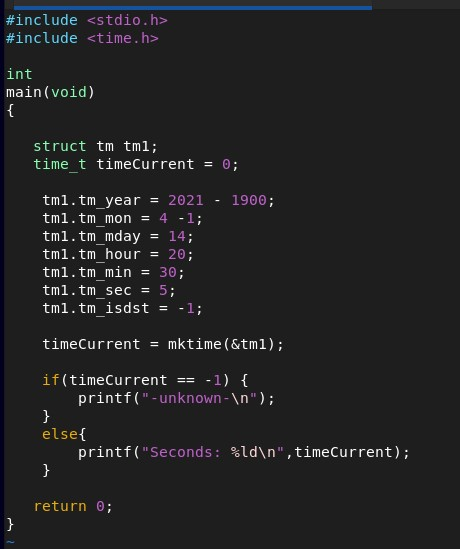 #include <stdio.h>
#include <time.h>
int
main(void)
{
struct tm tm1;
time_t timeCurrent = 0;
tm1.tm_year = 2021 - 1900;
tm1.tm_mon = 4 -1;
tm1.tm_mday = 14;
tm1.tm_hour = 20;
tm1.tm_min = 30;
tm1.tm_sec = 5;
tm1.tm_isdst = -1;
timeCurrent = mktime(&tm1);
if(timeCurrent == -1) {
printf("-unknown-\n");
}
else{
printf("Seconds: %ld\n",timeCurrent);
}
return 0;
}
~